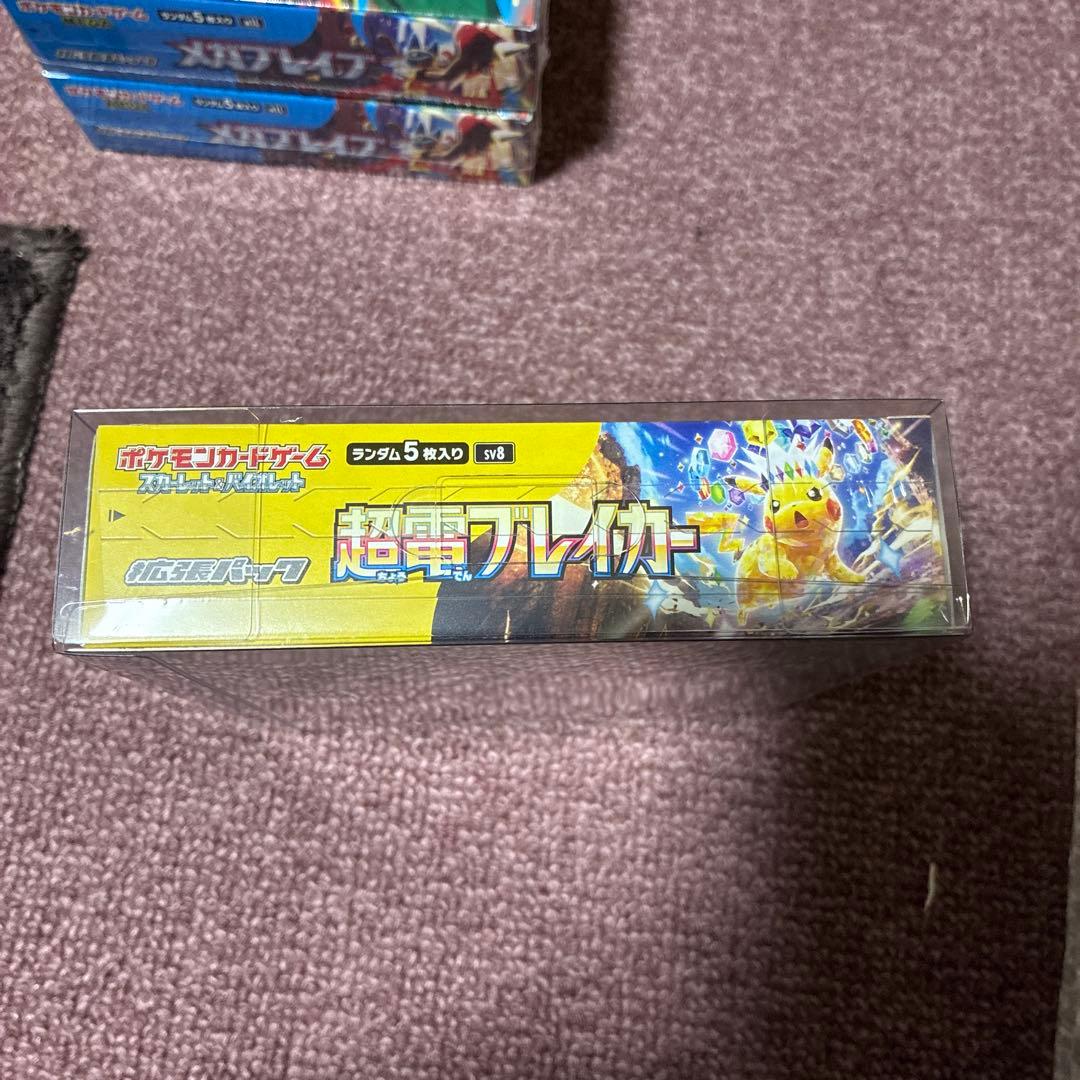 ポケモンカードゲーム
ランダム5枚入り
メガブレイブ
ポケモンカードゲーム
ランダム5枚入り
メガブレイブ
ポケモンカードゲーム
スカーレット&バイオレット
ランダム5枚入り SV8
拡張パック
超電ブレイカー
ちょう でん